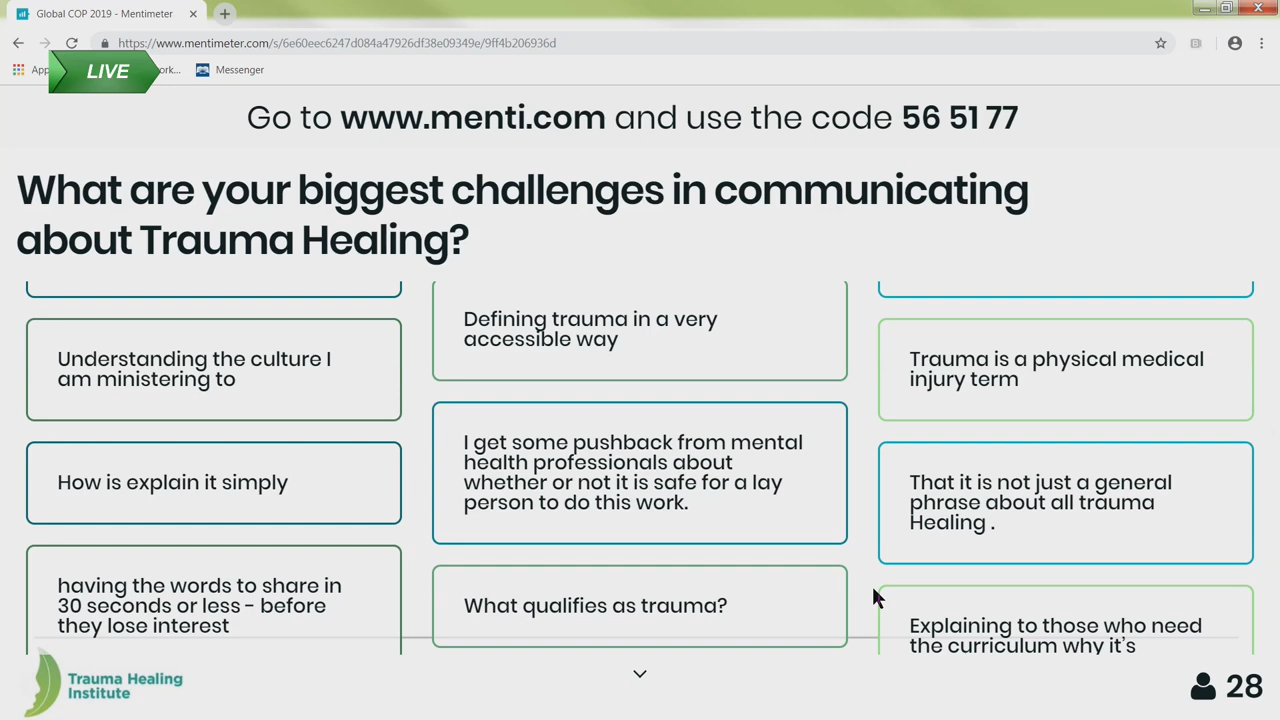 Global COP 2019 - Mentimeter
https://www.mentimeter.com/s/6e60eec6247d084a47926df38e09349e/9ff4b206936d
App
LIVE
ork...
Messenger
Go to www.menti.com and use the code 56 51 77
What are your biggest challenges in communicating
about Trauma Healing?
Understanding the culture I
am ministering to
How is explain it simply
having the words to share in
30 seconds or less - before
they lose interest
Defining trauma in a very
accessible way
I get some pushback from mental
health professionals about
whether or not it is safe for a lay
person to do this work.
What qualifies as trauma?
Trauma is a physical medical
injury term
That it is not just a general
phrase about all trauma
Healing .
Explaining to those who need
the curriculum why it's
Trauma Healing
Institute
28